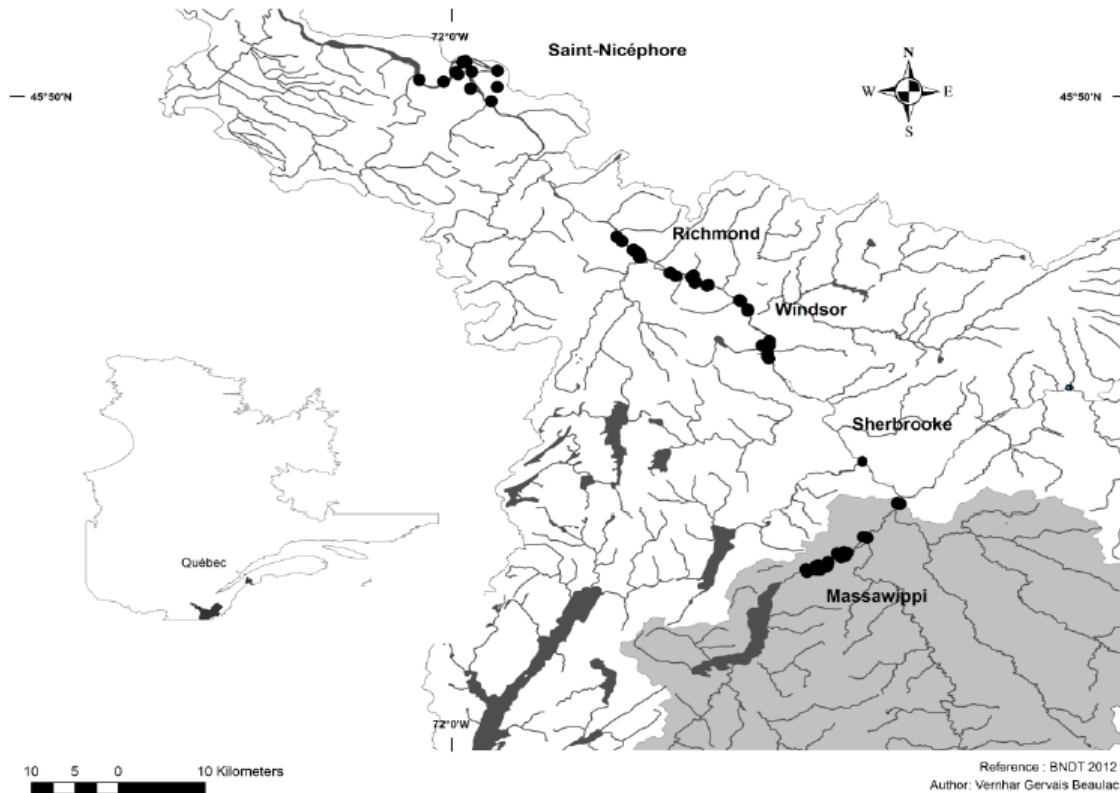 72°0'W
Saint-Nicéphore
N
W
E
S
45°50'N
45°50'N
Richmond
Windsor
Sherbrooke
Québec
Massawippi
72°0'W
10 5 0 10 Kilometers
Reference : BNDT 2012
Author: Vernhar Gervais Beaulac